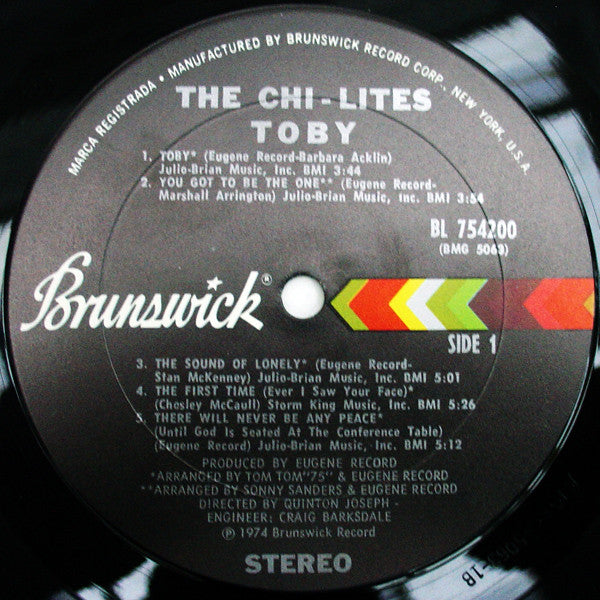 MARCA REGISTRADA • MANUFACTURED BY BRUNSWICK RECORD CORP., NEW YORK, U.S.A.
THE CHI-LITES
TOBY
1. TOBY* (Eugene Record-Barbara Acklin)
Julio-Brian Music, Inc. BMI 3:44
2. YOU GOT TO BE THE ONE** (Eugene Record-
Marshall Arrington) Julio-Brian Music, Inc. BMI 3:54
BL 754200
(BMG 5063)
Brunswick®
SIDE 1
3. THE SOUND OF LONELY* (Eugene Record-
Stan McKenney) Julio-Brian Music, Inc. BMI 5:01
4. THE FIRST TIME (Ever I Saw Your Face)*
(Chesley McCaull) Storm King Music, Inc. BMI 5:26
5. THERE WILL NEVER BE ANY PEACE*
(Until God Is Seated At The Conference Table)
(Eugene Record) Julio-Brian Music, Inc. BMI 5:12
PRODUCED BY EUGENE RECORD
*ARRANGED BY TOM TOM"75" & EUGENE RECORD
**ARRANGED BY SONNY SANDERS & EUGENE RECORD
DIRECTED BY QUINTON JOSEPH -
ENGINEER: CRAIG BARKSDALE
℗ 1974 Brunswick Record
STEREO